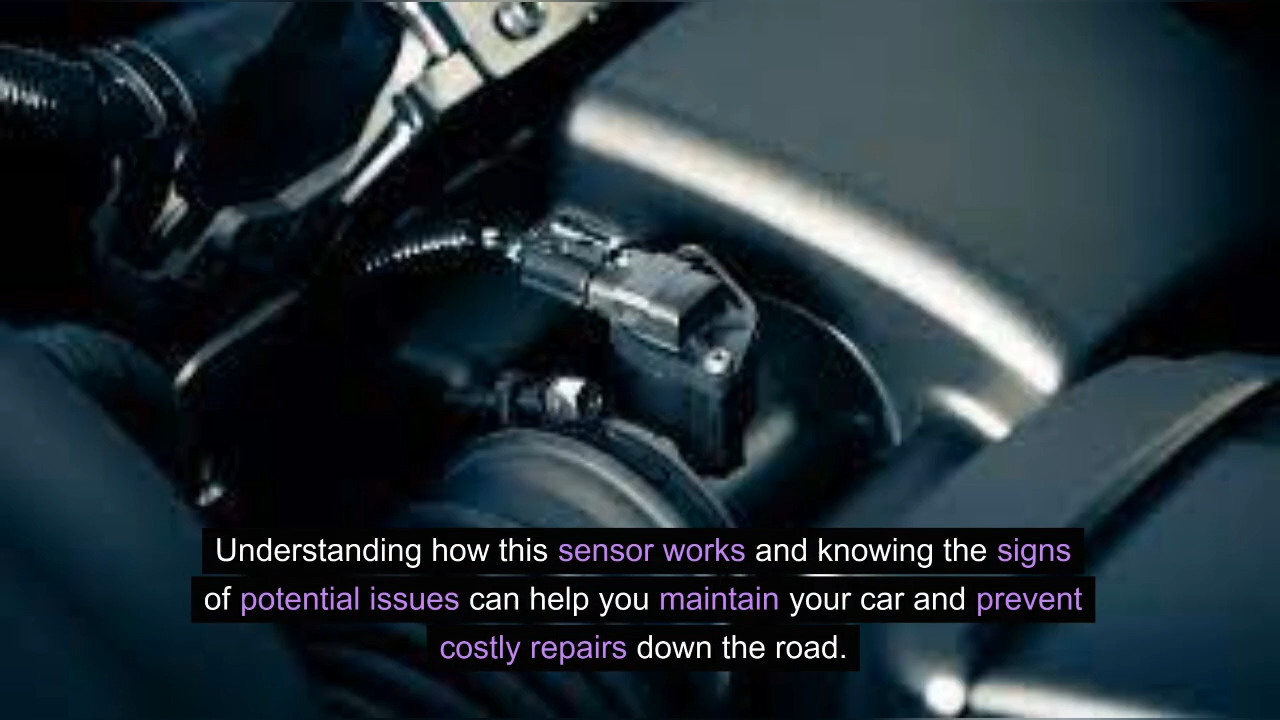 Understanding how this sensor works and knowing the signs
of potential issues can help you maintain your car and prevent
costly repairs down the road.